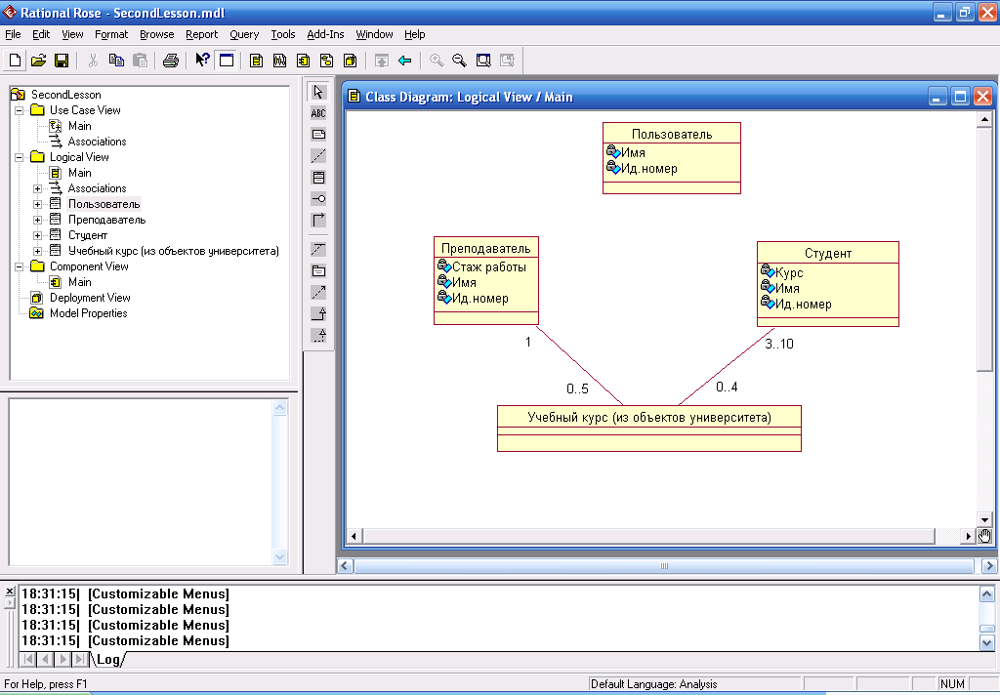 Rational Rose - SecondLesson.mdl
File Edit View Format Browse Report Query Tools Add-Ins Window Help
SecondLesson
Use Case View
Main
Associations
Logical View
Main
Associations
Пользователь
Преподаватель
Студент
Учебный курс (из объектов университета)
Component View
Main
Deployment View
Model Properties
ABC
Class Diagram: Logical View / Main
Пользователь
Имя
Ид.номер
Преподаватель
Стаж работы
Имя
Ид.номер
Студент
Курс
Имя
Ид.номер
1
3..10
0..5
0..4
Учебный курс (из объектов университета)
18:31:15| [Customizable Menus]
18:31:15| [Customizable Menus]
18:31:15| [Customizable Menus]
18:31:15| [Customizable Menus]
Log
For Help, press F1
Default Language: Analysis
NUM